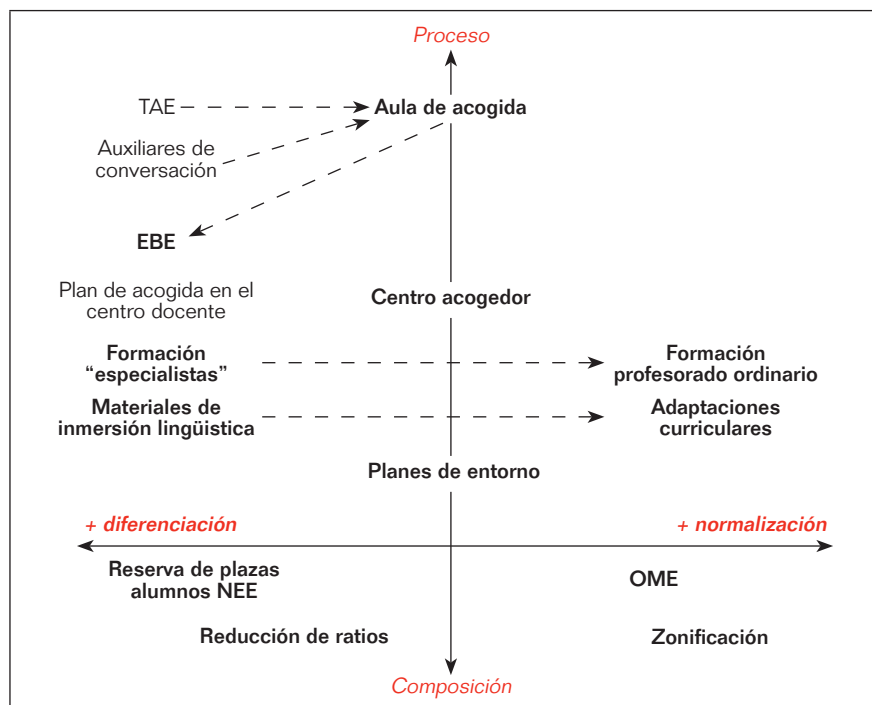 Proceso
TAE
Aula de acogida
Auxiliares de
conversación
EBE
Plan de acogida en el
centro docente
Centro acogedor
Formación
“especialistas”
Formación
profesorado ordinario
Materiales de
inmersión lingüistica
Adaptaciones
curriculares
Planes de entorno
+ diferenciación
+ normalización
Reserva de plazas
alumnos NEE
OME
Reducción de ratios
Zonificación
Composición